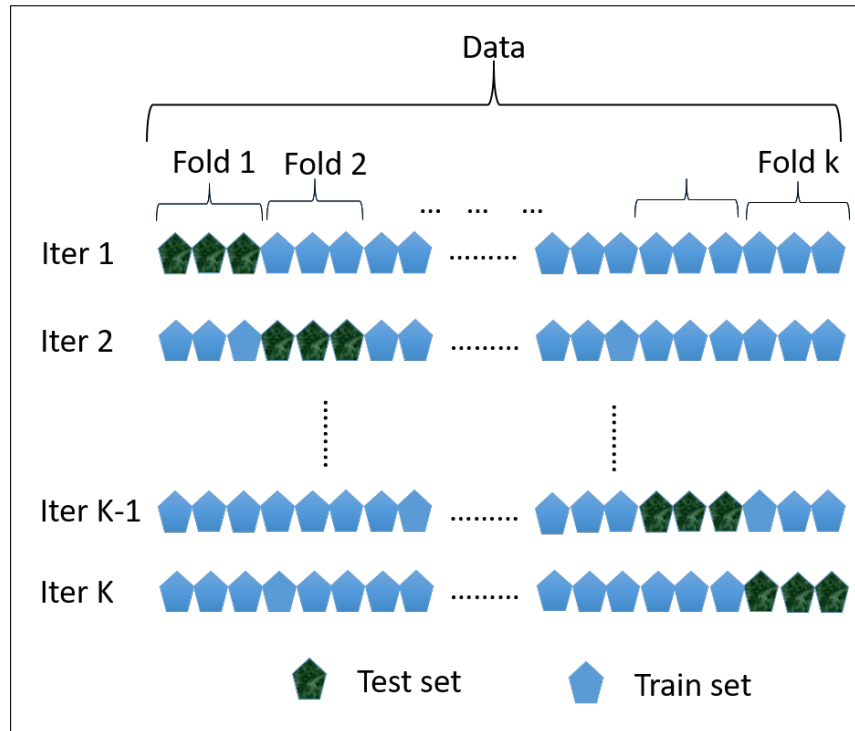 Data
Fold 1 Fold 2 Fold k
... ... ...
Iter 1 .........
Iter 2 .........
Iter K-1 .........
Iter K .........
Test set Train set